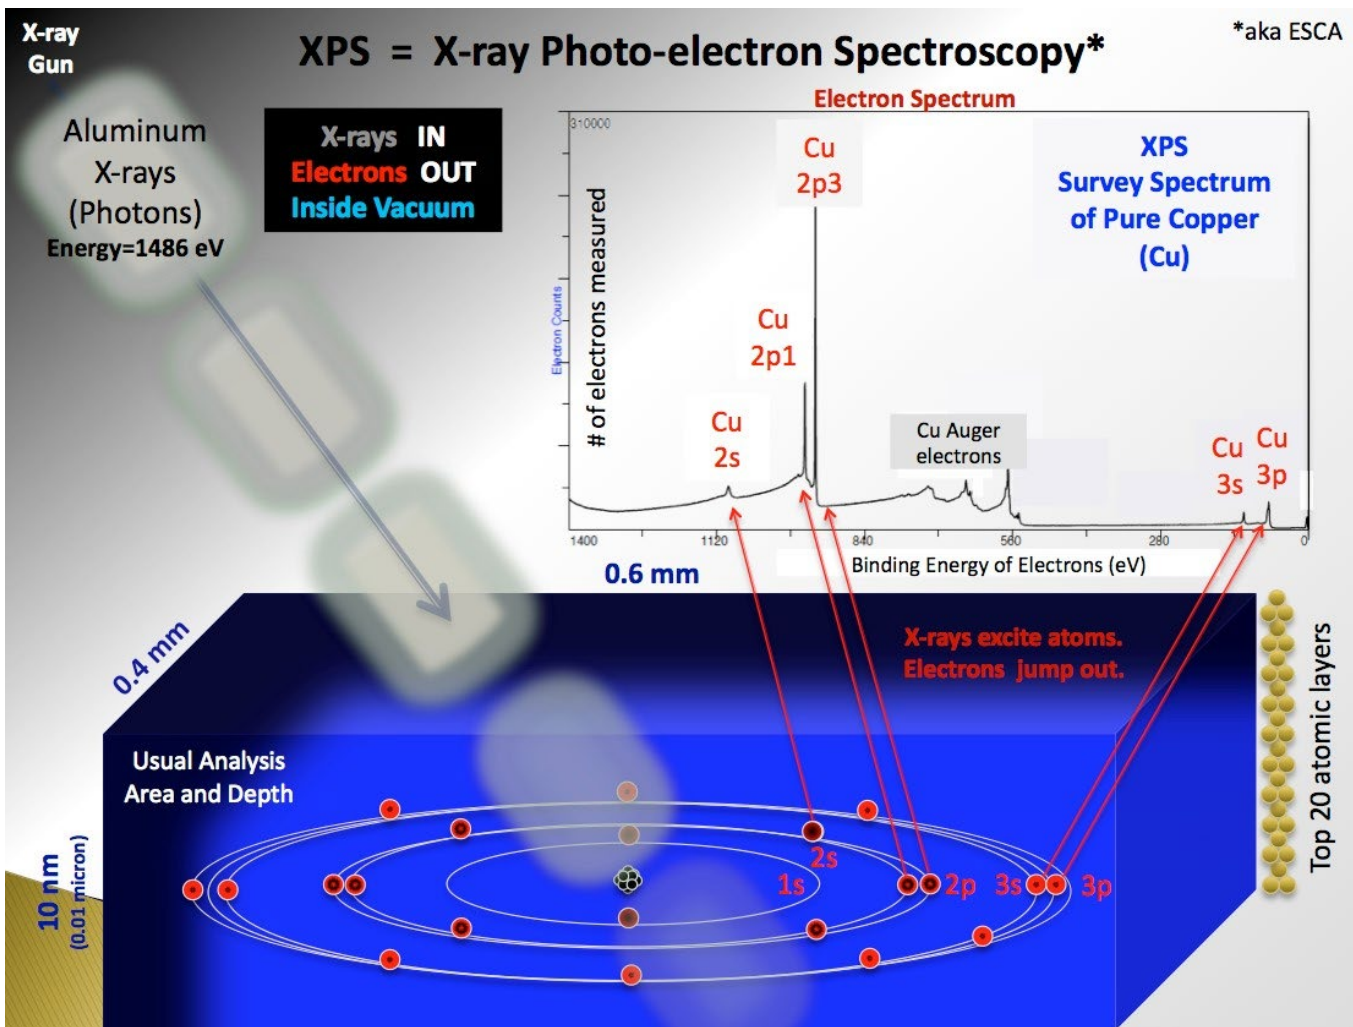 X-ray
Gun
XPS = X-ray Photo-electron Spectroscopy*
*aka ESCA
Aluminum
X-rays
(Photons)
Energy=1486 eV
X-rays IN
Electrons OUT
Inside Vacuum
Electron Spectrum
310000
Electron Counts
# of electrons measured
Cu
2p3
XPS
Survey Spectrum
of Pure Copper
(Cu)
Cu
2p1
Cu
2s
Cu Auger
electrons
Cu
3s
Cu
3p
1400
1120
840
560
280
0
Binding Energy of Electrons (eV)
0.6 mm
0.4 mm
X-rays excite atoms.
Electrons jump out.
Top 20 atomic layers
Usual Analysis
Area and Depth
10 nm
(0.01 micron)
2s
1s
2p
3s
3p